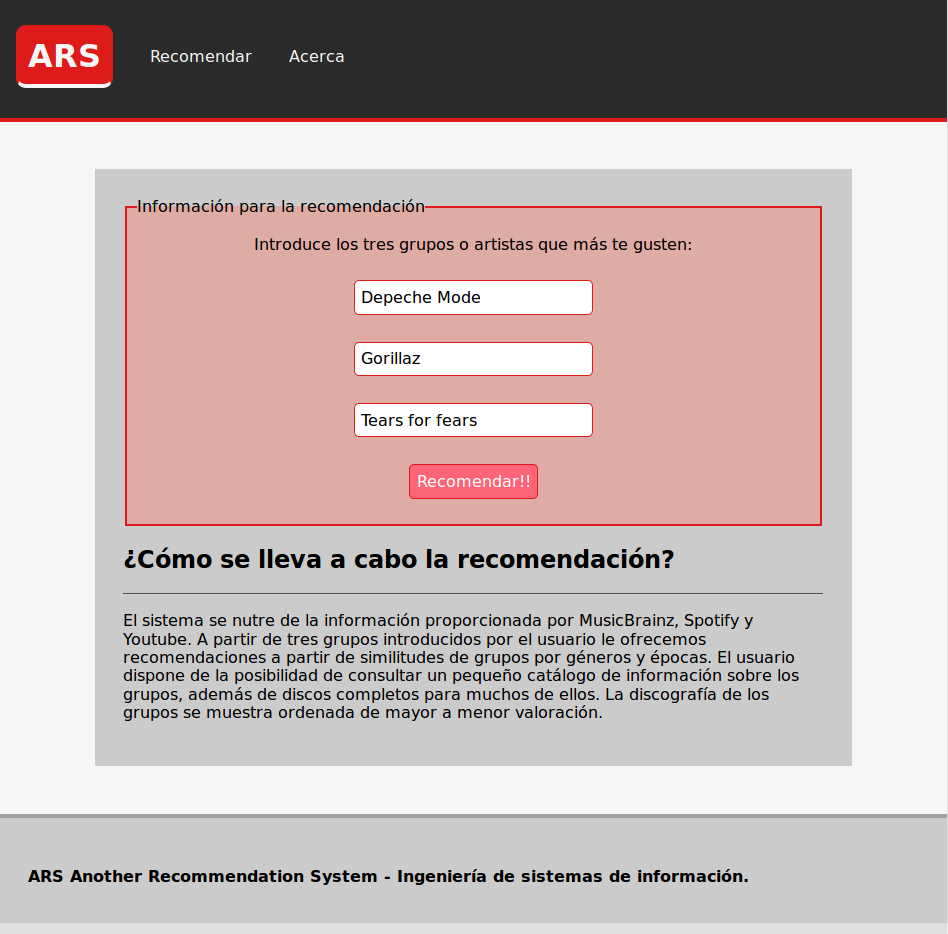 ARS
Recomendar
Acerca
Información para la recomendación
Introduce los tres grupos o artistas que más te gusten:
Depeche Mode
Gorillaz
Tears for fears
Recomendar!!
¿Cómo se lleva a cabo la recomendación?
El sistema se nutre de la información proporcionada por MusicBrainz, Spotify y
Youtube. A partir de tres grupos introducidos por el usuario le ofrecemos
recomendaciones a partir de similitudes de grupos por géneros y épocas. El usuario
dispone de la posibilidad de consultar un pequeño catálogo de información sobre los
grupos, además de discos completos para muchos de ellos. La discografía de los
grupos se muestra ordenada de mayor a menor valoración.
ARS Another Recommendation System - Ingeniería de sistemas de información.